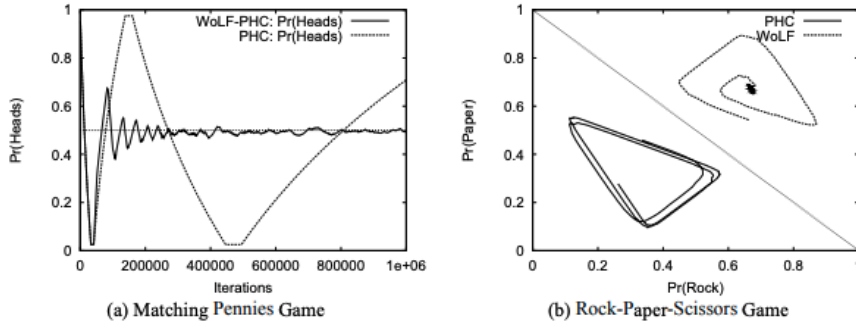 WoLF-PHC: Pr(Heads)
PHC: Pr(Heads)
Pr(Heads)
1
0.8
0.6
0.4
0.2
0
0 200000 400000 600000 800000 1e+06
Iterations
(a) Matching Pennies Game
PHC
WoLF
Pr(Paper)
1
0.8
0.6
0.4
0.2
0
0 0.2 0.4 0.6 0.8 1
Pr(Rock)
(b) Rock-Paper-Scissors Game